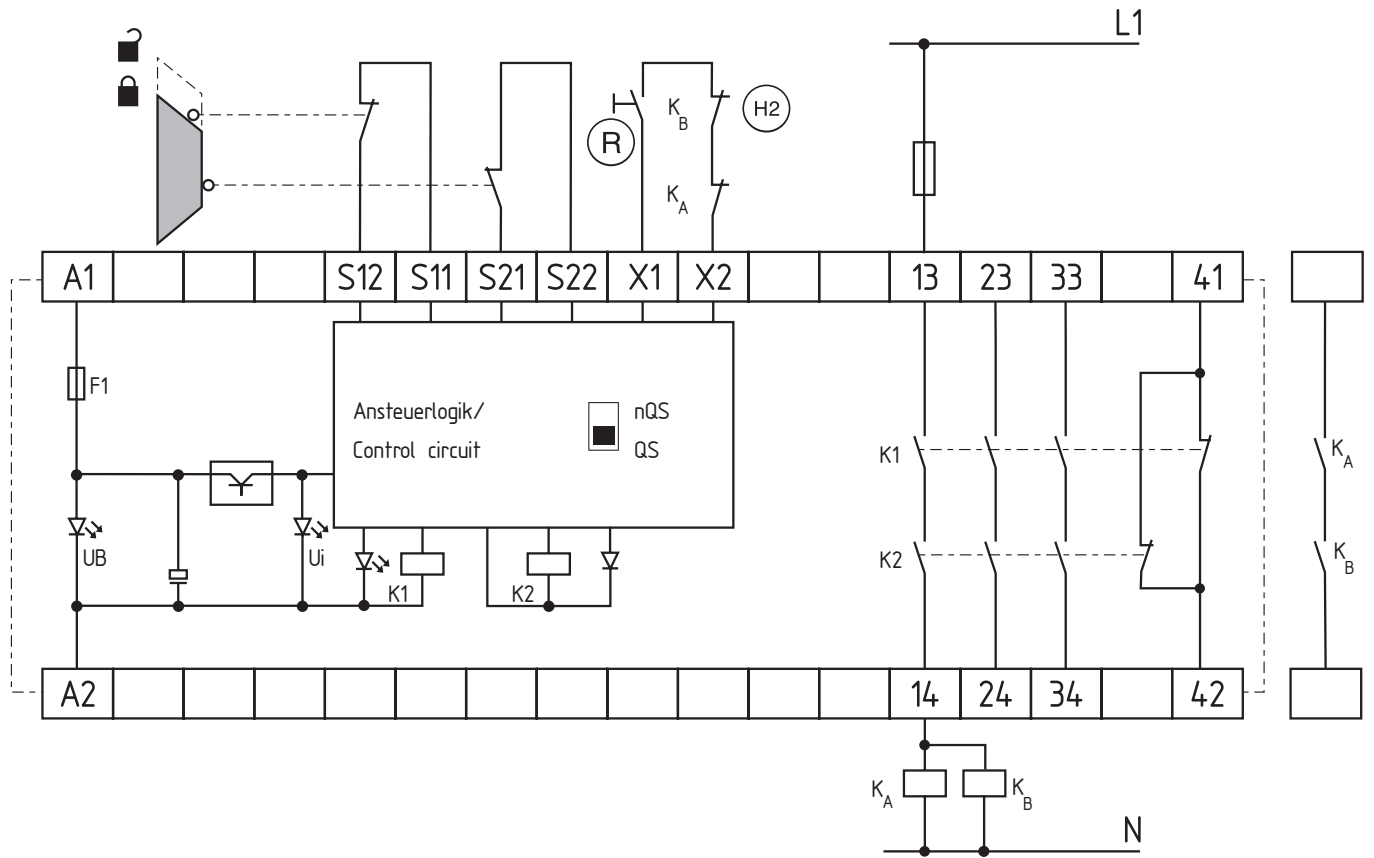 L1
K B
H2
R
K A
A1 S12 S11 S21 S22 X1 X2 13 23 33 41
F1
Ansteuerlogik/ nQS
Control circuit QS
K1
K A
UB
Ui
K1
K2
K2
K B
A2 14 24 34 42
K A
K B
N